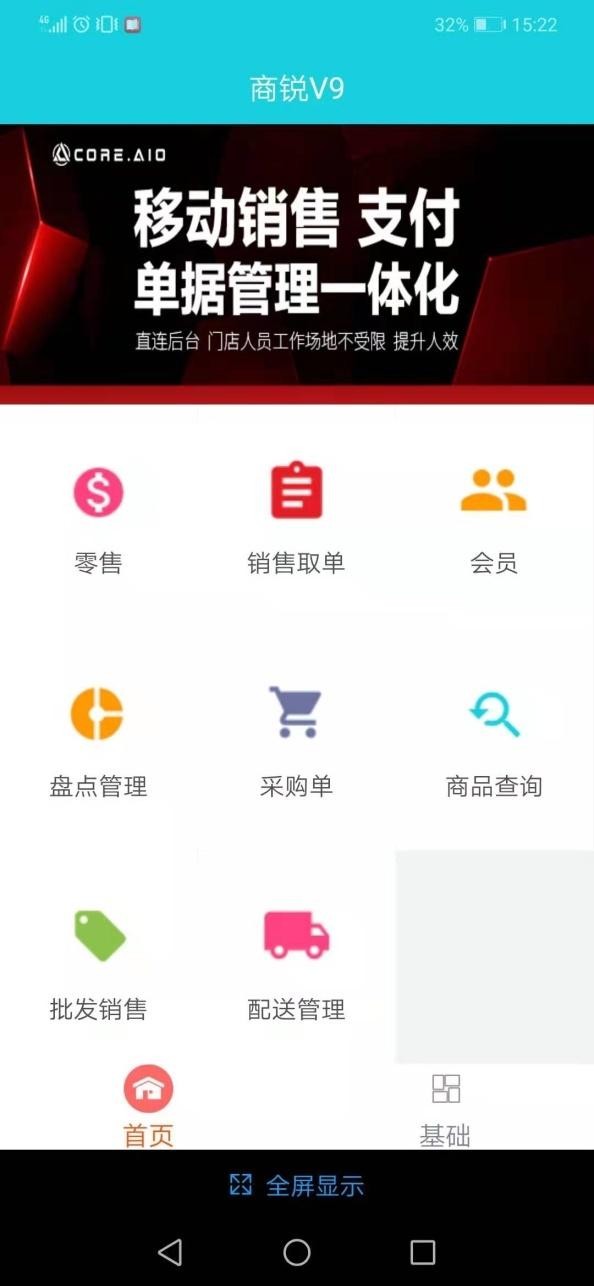 4G
32% 15:22
商锐V9
CORE.AIO
移动销售 支付
单据管理一体化
直连后台 门店人员工作场地不受限 提升人效
零售 销售取单 会员
盘点管理 采购单 商品查询
批发销售 配送管理
首页 基础
全屏显示